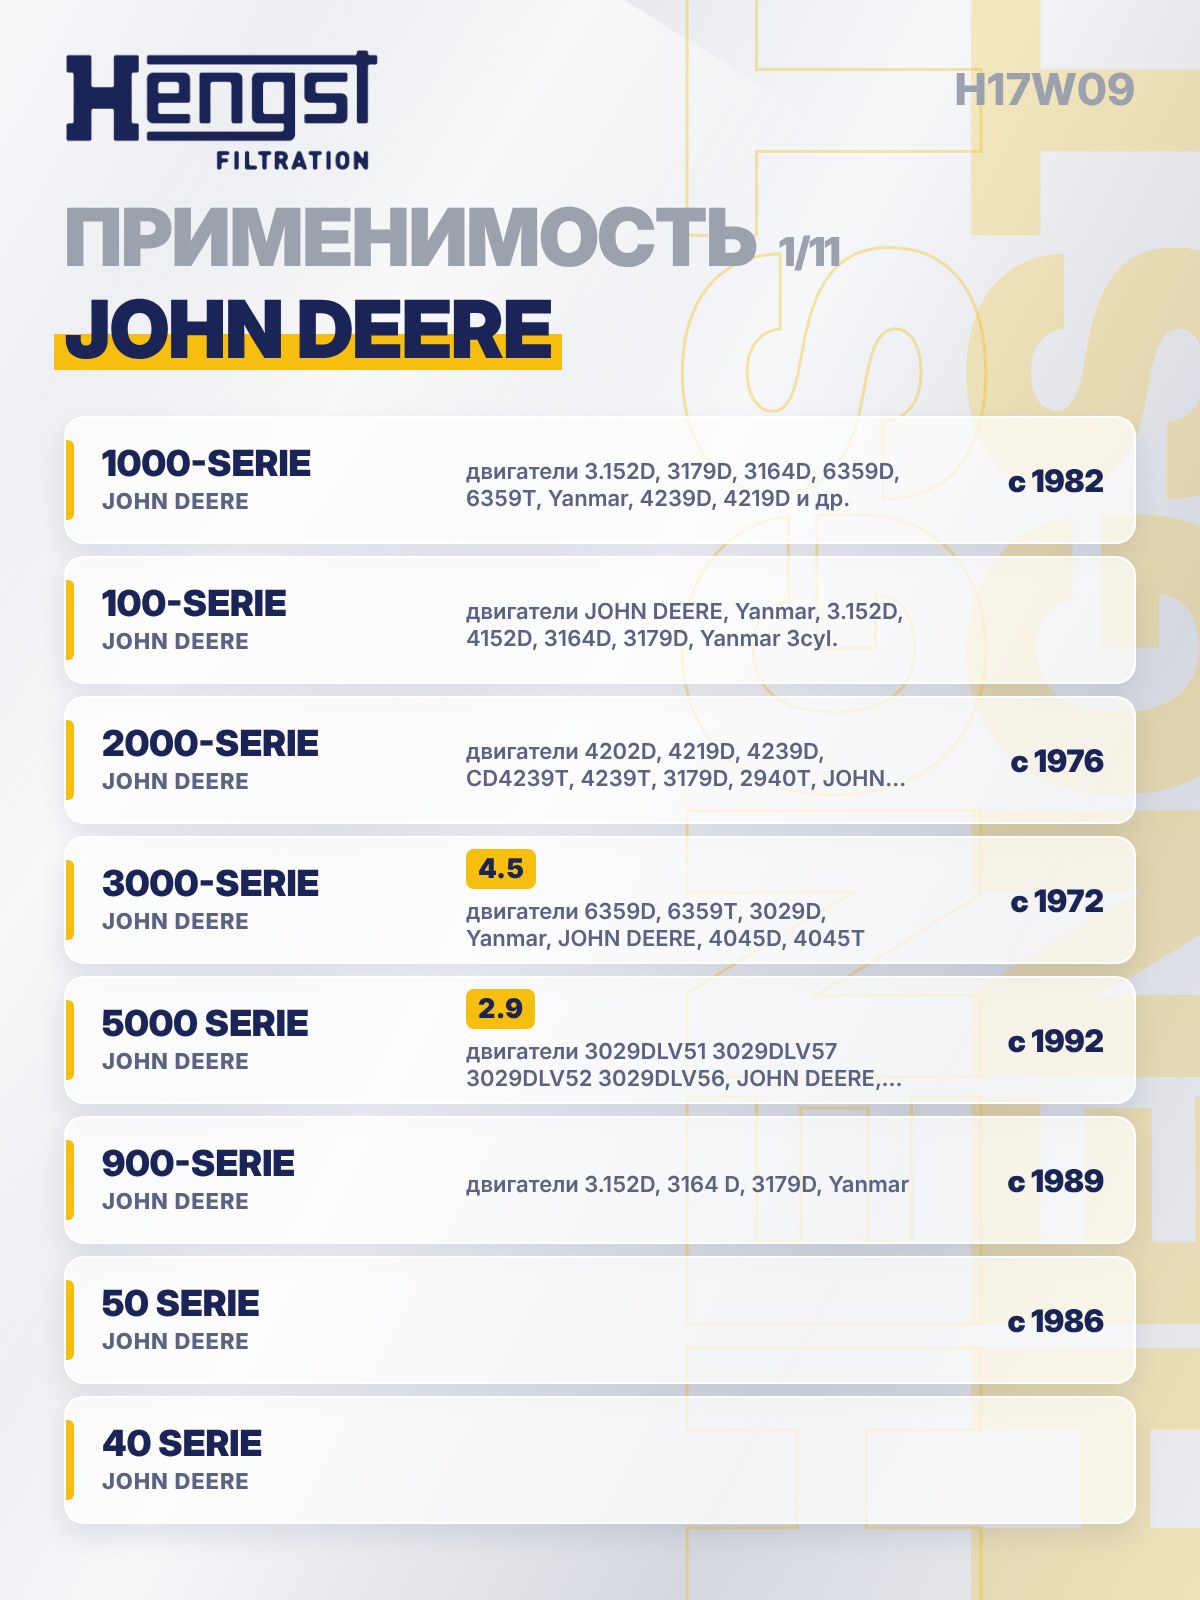 Hengst
FILTRATION
H17W09
ПРИМЕНИМОСТЬ 1/11
JOHN DEERE
1000-SERIE
JOHN DEERE
двигатели 3.152D, 3179D, 3164D, 6359D,
6359T, Yanmar, 4239D, 4219D и др.
с 1982
100-SERIE
JOHN DEERE
двигатели JOHN DEERE, Yanmar, 3.152D,
4152D, 3164D, 3179D, Yanmar 3cyl.
2000-SERIE
JOHN DEERE
двигатели 4202D, 4219D, 4239D,
CD4239T, 4239T, 3179D, 2940T, JOHN...
с 1976
3000-SERIE
JOHN DEERE
4.5
двигатели 6359D, 6359T, 3029D,
Yanmar, JOHN DEERE, 4045D, 4045T
с 1972
5000 SERIE
JOHN DEERE
2.9
двигатели 3029DLV51 3029DLV57
3029DLV52 3029DLV56, JOHN DEERE,...
с 1992
900-SERIE
JOHN DEERE
двигатели 3.152D, 3164 D, 3179D, Yanmar
с 1989
50 SERIE
JOHN DEERE
с 1986
40 SERIE
JOHN DEERE
HENGST
HENGST